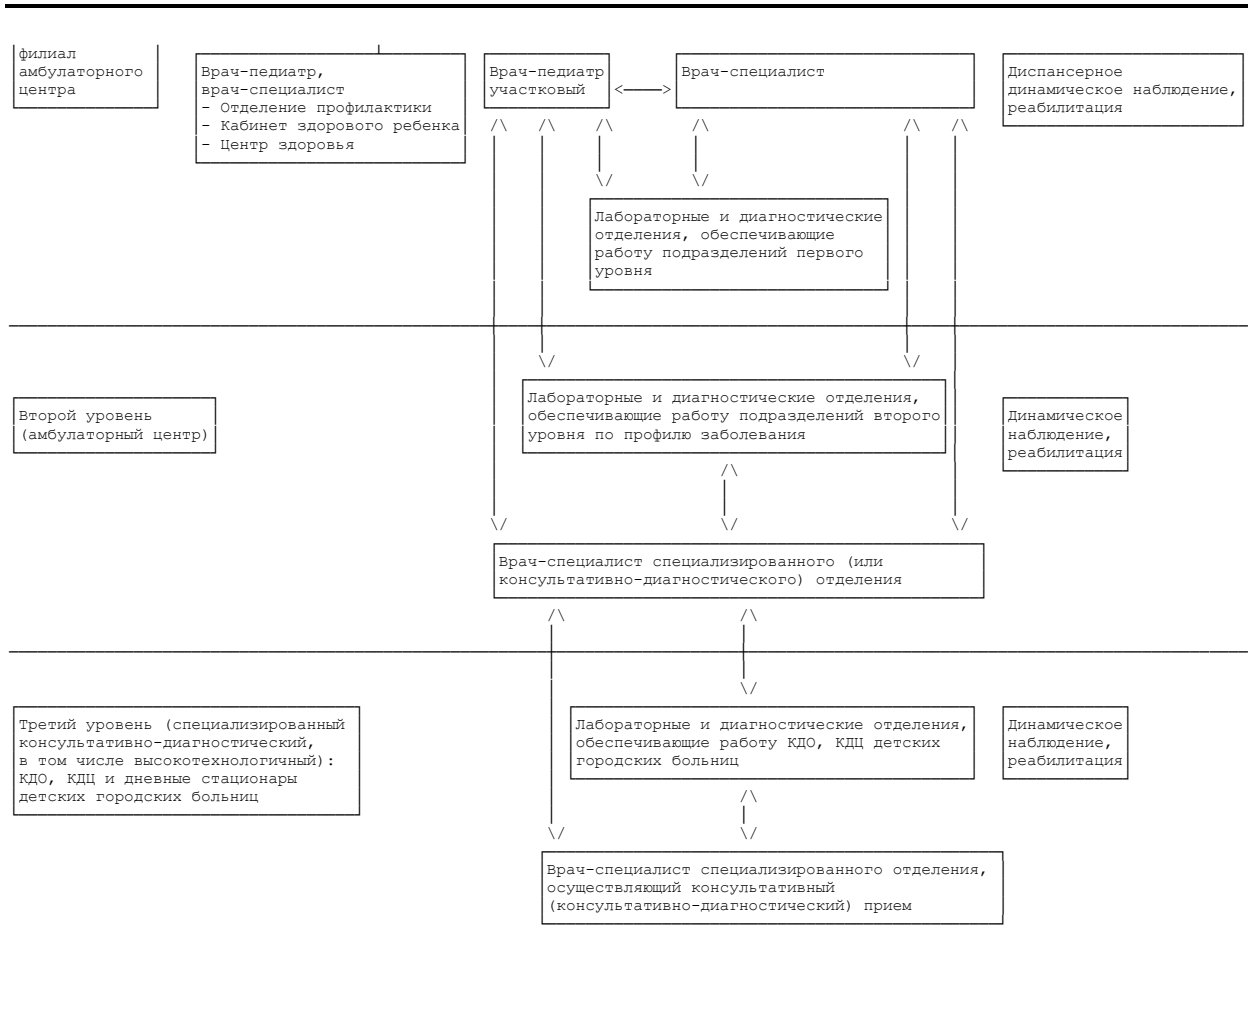 филиал
амбулаторного
центра
Врач-педиатр,
врач-специалист
- Отделение профилактики
- Кабинет здорового ребенка
- Центр здоровья
Врач-педиатр
участковый
<────>
Врач-специалист
Диспансерное
динамическое наблюдение,
реабилитация
Лабораторные и диагностические
отделения, обеспечивающие
работу подразделений первого
уровня
Второй уровень
(амбулаторный центр)
Лабораторные и диагностические отделения,
обеспечивающие работу подразделений второго
уровня по профилю заболевания
Динамическое
наблюдение,
реабилитация
Врач-специалист специализированного (или
консультативно-диагностического) отделения
Третий уровень (специализированный
консультативно-диагностический,
в том числе высокотехнологичный):
КДО, КДЦ и дневные стационары
детских городских больниц
Лабораторные и диагностические отделения,
обеспечивающие работу КДО, КДЦ детских
городских больниц
Динамическое
наблюдение,
реабилитация
Врач-специалист специализированного отделения,
осуществляющий консультативный
(консультативно-диагностический) прием